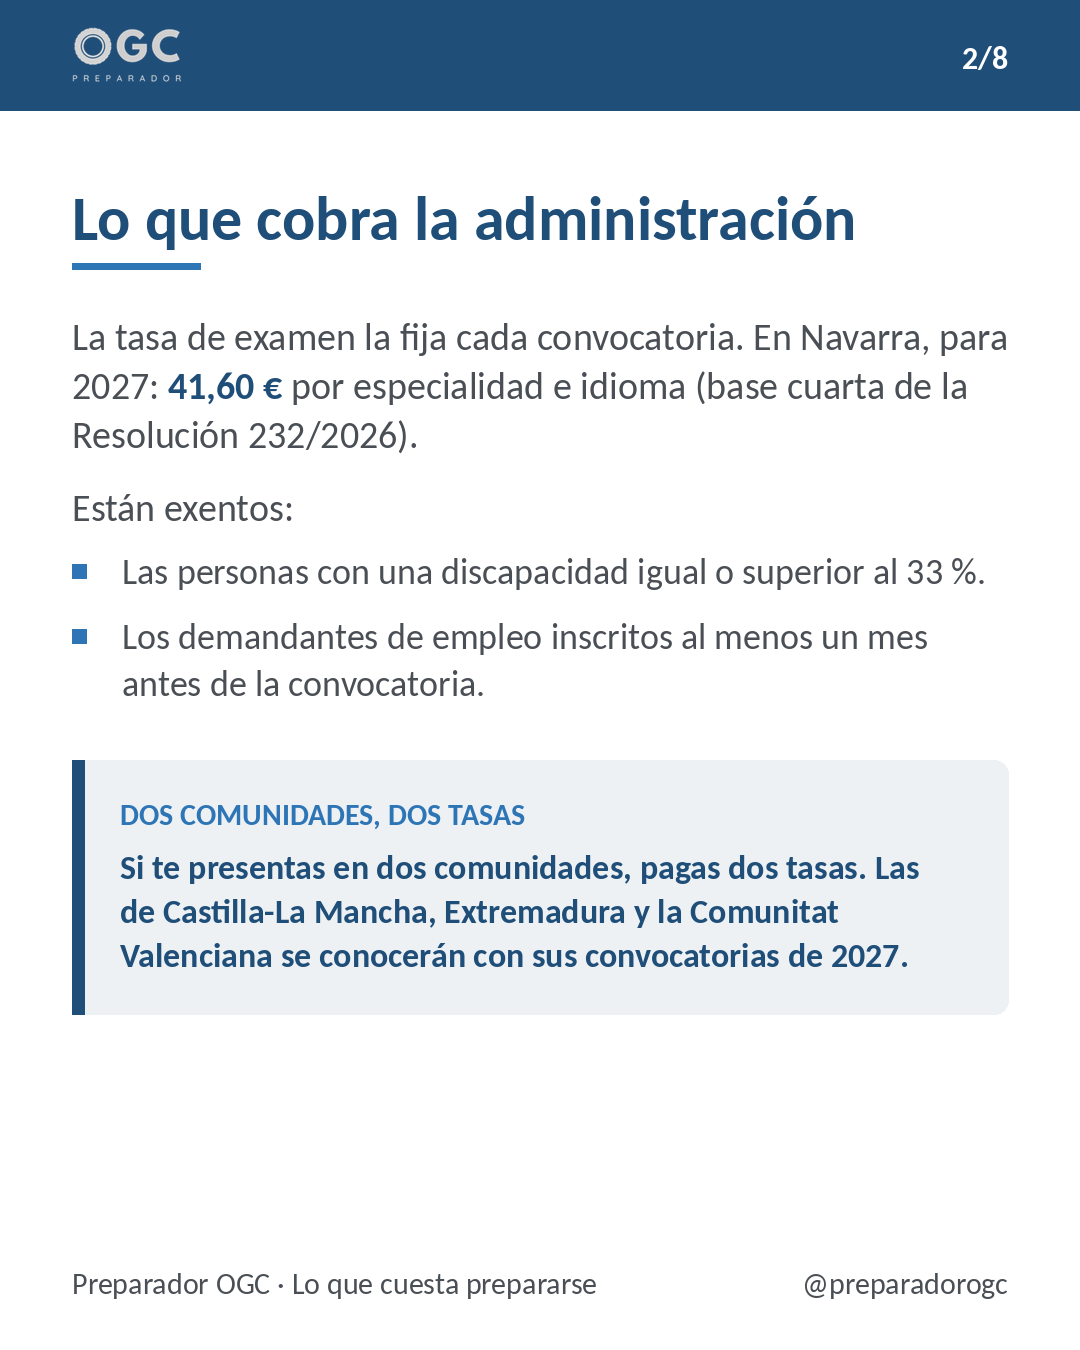 OGC
PREPARADOR
2/8
Lo que cobra la administración
La tasa de examen la fija cada convocatoria. En Navarra, para
2027: 41,60 € por especialidad e idioma (base cuarta de la
Resolución 232/2026).
Están exentos:
Las personas con una discapacidad igual o superior al 33 %.
Los demandantes de empleo inscritos al menos un mes
antes de la convocatoria.
DOS COMUNIDADES, DOS TASAS
Si te presentas en dos comunidades, pagas dos tasas. Las
de Castilla-La Mancha, Extremadura y la Comunitat
Valenciana se conocerán con sus convocatorias de 2027.
Preparador OGC · Lo que cuesta prepararse
@preparadorogc